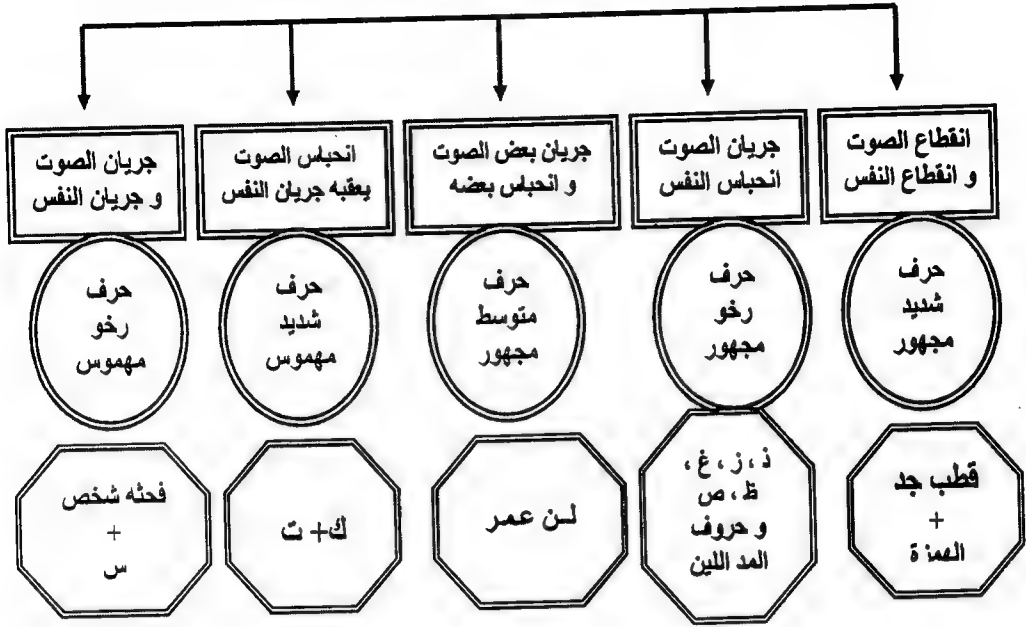 انقطاع الصوت
و انقطاع النفس
حرف
شديد
مجهور
قطب جد
+
الهمزة
جريان الصوت
انحباس النفس
حرف
رخو
مجهور
ذ ، ز ، غ ،
ظ ، ص
و حروف
المد اللين
جريان بعض الصوت
و انحباس بعضه
حرف
متوسط
مجهور
لـن عمـر
انحباس الصوت
يعقبه جريان النفس
حرف
شديد
مهموس
ك+ ت
جريان الصوت
و جريان النفس
حرف
رخو
مهموس
فحثه شخص
+
س